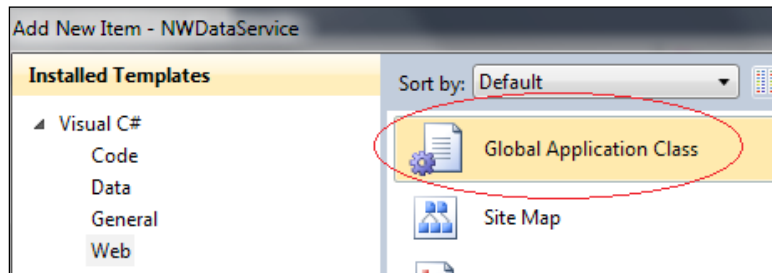 Add New Item - NWDataService
Installed Templates
Visual C#
Code
Data
General
Web
Sort by: Default
Global Application Class
Site Map